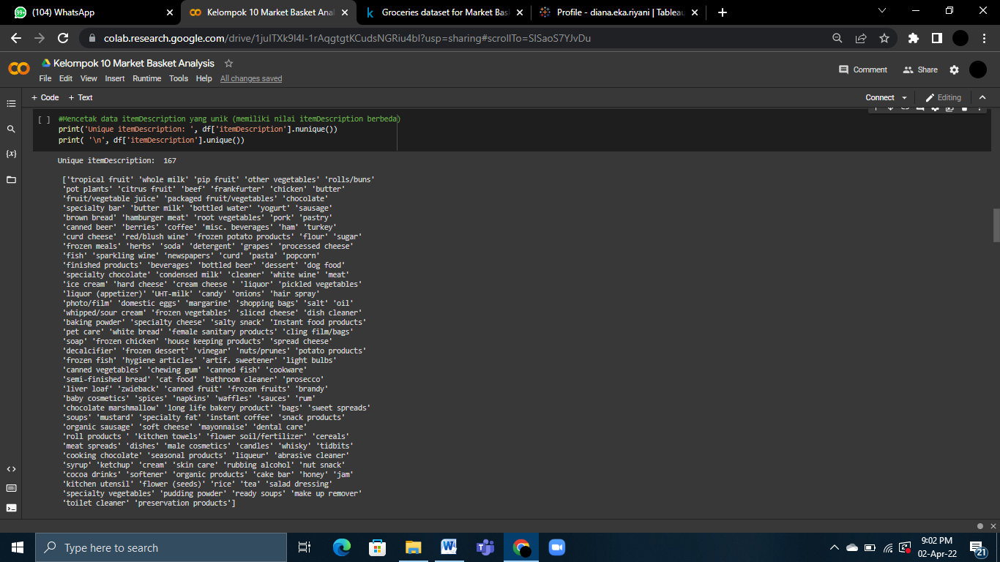 (104) WhatsApp
Kelompok 10 Market Basket Anal
Groceries dataset for Market Bas
Profile - diana.eka.riyani | Tableau
colab.research.google.com/drive/1juITXk9I4I-1rAqgtgtKCudsNGRiu4bI?usp=sharing#scrollTo=SISaoS7YJvDu
Kelompok 10 Market Basket Analysis
File Edit View Insert Runtime Tools Help All changes saved
Comment Share
+ Code + Text
Connect Editing
[ ] #Mencetak data itemDescription yang unik (memiliki nilai itemDescription berbeda)
print('Unique itemDescription: ', df['itemDescription'].nunique())
print( '\n', df['itemDescription'].unique())
Unique itemDescription:  167
['tropical fruit' 'whole milk' 'pip fruit' 'other vegetables' 'rolls/buns'
'pot plants' 'citrus fruit' 'beef' 'frankfurter' 'chicken' 'butter'
'fruit/vegetable juice' 'packaged fruit/vegetables' 'chocolate'
'specialty bar' 'butter milk' 'bottled water' 'yogurt' 'sausage'
'brown bread' 'hamburger meat' 'root vegetables' 'pork' 'pastry'
'canned beer' 'berries' 'coffee' 'misc. beverages' 'ham' 'turkey'
'curd cheese' 'red/blush wine' 'frozen potato products' 'flour' 'sugar'
'frozen meals' 'herbs' 'soda' 'detergent' 'grapes' 'processed cheese'
'fish' 'sparkling wine' 'newspapers' 'curd' 'pasta' 'popcorn'
'finished products' 'beverages' 'bottled beer' 'dessert' 'dog food'
'specialty chocolate' 'condensed milk' 'cleaner' 'white wine' 'meat'
'ice cream' 'hard cheese' 'cream cheese ' 'liquor' 'pickled vegetables'
'liquor (appetizer)' 'UHT-milk' 'candy' 'onions' 'hair spray'
'photo/film' 'domestic eggs' 'margarine' 'shopping bags' 'salt' 'oil'
'whipped/sour cream' 'frozen vegetables' 'sliced cheese' 'dish cleaner'
'baking powder' 'specialty cheese' 'salty snack' 'Instant food products'
'pet care' 'white bread' 'female sanitary products' 'cling film/bags'
'soap' 'frozen chicken' 'house keeping products' 'spread cheese'
'decalcifier' 'frozen dessert' 'vinegar' 'nuts/prunes' 'potato products'
'frozen fish' 'hygiene articles' 'artif. sweetener' 'light bulbs'
'canned vegetables' 'chewing gum' 'canned fish' 'cookware'
'semi-finished bread' 'cat food' 'bathroom cleaner' 'prosecco'
'liver loaf' 'zwieback' 'canned fruit' 'frozen fruits' 'brandy'
'baby cosmetics' 'spices' 'napkins' 'waffles' 'sauces' 'rum'
'chocolate marshmallow' 'long life bakery product' 'bags' 'sweet spreads'
'soups' 'mustard' 'specialty fat' 'instant coffee' 'snack products'
'organic sausage' 'soft cheese' 'mayonnaise' 'dental care'
'roll products ' 'kitchen towels' 'flower soil/fertilizer' 'cereals'
'meat spreads' 'dishes' 'male cosmetics' 'candles' 'whisky' 'tidbits'
'cooking chocolate' 'seasonal products' 'liqueur' 'abrasive cleaner'
'syrup' 'ketchup' 'cream' 'skin care' 'rubbing alcohol' 'nut snack'
'cocoa drinks' 'softener' 'organic products' 'cake bar' 'honey' 'jam'
'kitchen utensil' 'flower (seeds)' 'rice' 'tea' 'salad dressing'
'specialty vegetables' 'pudding powder' 'ready soups' 'make up remover'
'toilet cleaner' 'preservation products']
Type here to search
9:02 PM
02-Apr-22
21